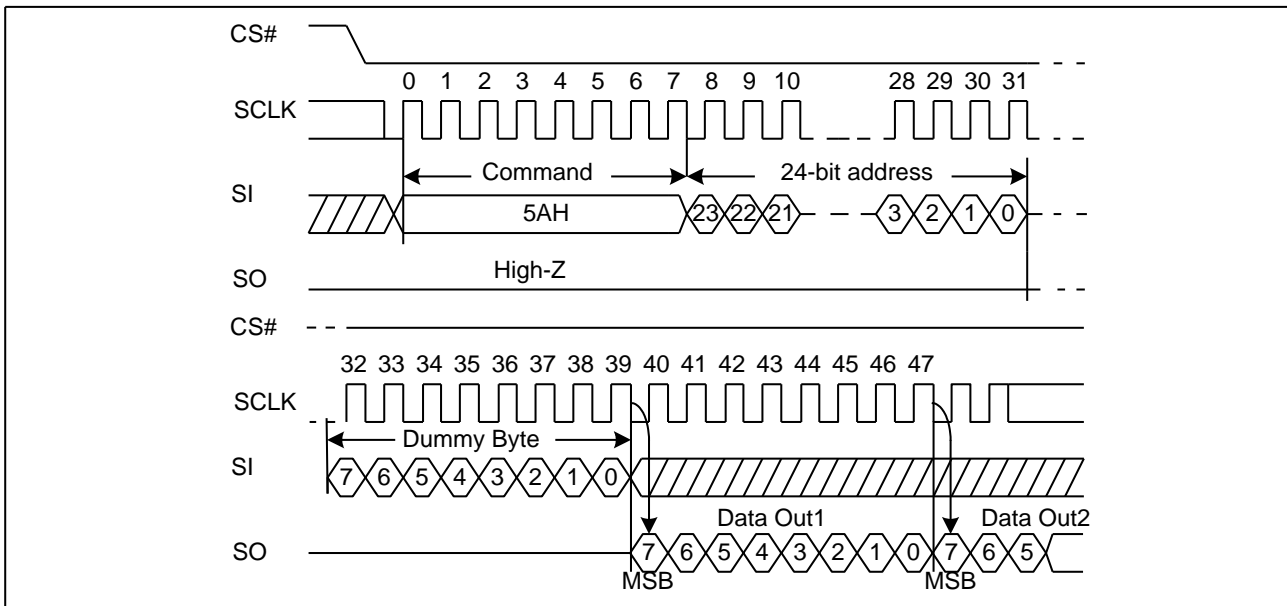 CS#
0 1 2 3 4 5 6 7 8 9 10 28 29 30 31
SCLK
Command 24-bit address
SI
5AH 23 22 21 3 2 1 0
High-Z
SO
CS#
32 33 34 35 36 37 38 39 40 41 42 43 44 45 46 47
SCLK
Dummy Byte
SI
7 6 5 4 3 2 1 0
Data Out1 Data Out2
SO
7 6 5 4 3 2 1 0 7 6 5
MSB MSB